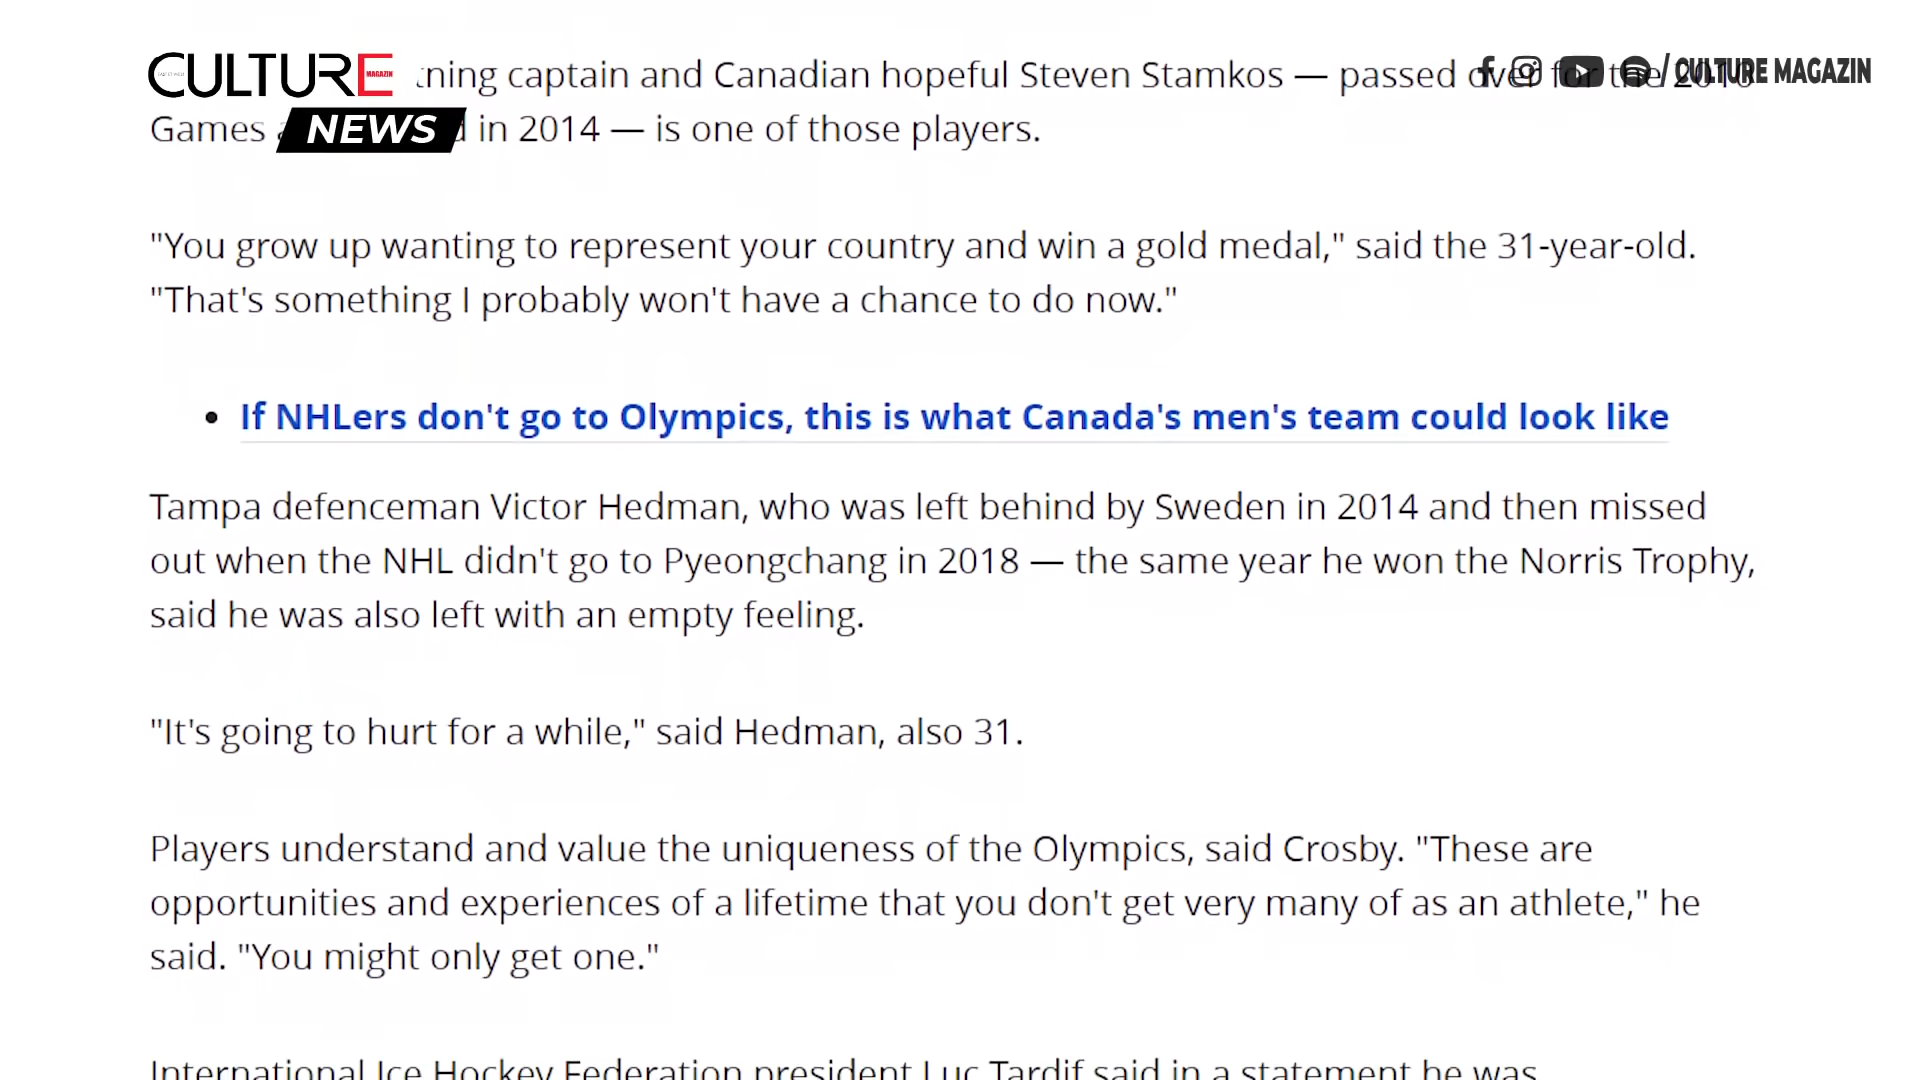 CULTURE
MAGAZIN
NEWS
/ CULTURE MAGAZIN
captain and Canadian hopeful Steven Stamkos — passed over for the
Games in 2014 — is one of those players.
"You grow up wanting to represent your country and win a gold medal," said the 31-year-old.
"That's something I probably won't have a chance to do now."
• If NHLers don't go to Olympics, this is what Canada's men's team could look like
Tampa defenceman Victor Hedman, who was left behind by Sweden in 2014 and then missed
out when the NHL didn't go to Pyeongchang in 2018 — the same year he won the Norris Trophy,
said he was also left with an empty feeling.
"It's going to hurt for a while," said Hedman, also 31.
Players understand and value the uniqueness of the Olympics, said Crosby. "These are
opportunities and experiences of a lifetime that you don't get very many of as an athlete," he
said. "You might only get one."
International Ice Hockey Federation president Luc Tardif said in a statement he was